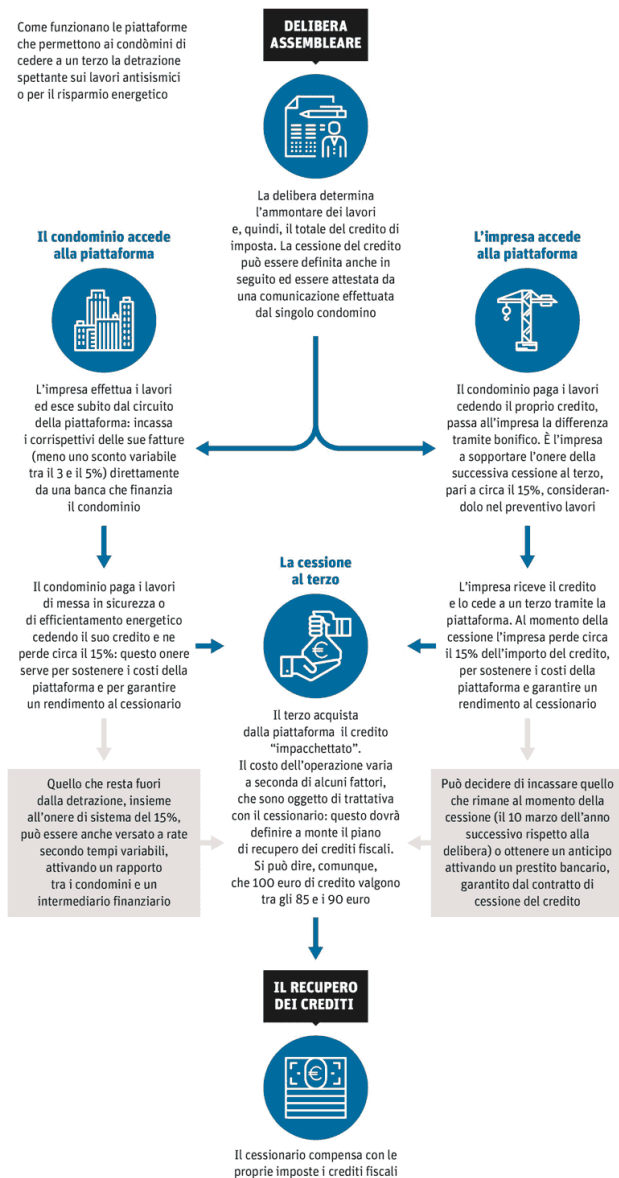 Come funzionano le piattaforme
che permettono ai condòmini di
cedere a un terzo la detrazione
spettante sui lavori antisismici
o per il risparmio energetico
DELIBERA
ASSEMBLEARE
La delibera determina
l'ammontare dei lavori
e, quindi, il totale del credito di
imposta. La cessione del credito
può essere definita anche in
seguito ed essere attestata da
una comunicazione effettuata
dal singolo condomino
Il condominio accede
alla piattaforma
L'impresa effettua i lavori
ed esce subito dal circuito
della piattaforma: incassa
i corrispettivi delle sue fatture
(meno uno sconto variabile
tra il 3 e il 5%) direttamente
da una banca che finanzia
il condominio
Il condominio paga i lavori
di messa in sicurezza o
di efficientamento energetico
cedendo il suo credito e ne
perde circa il 15%: questo onere
serve per sostenere i costi della
piattaforma e per garantire
un rendimento al cessionario
Quello che resta fuori
dalla detrazione, insieme
all'onere di sistema del 15%,
può essere anche versato a rate
secondo tempi variabili,
attivando un rapporto
tra i condomini e un
intermediario finanziario
L'impresa accede
alla piattaforma
Il condominio paga i lavori
cedendo il proprio credito,
passa all'impresa la differenza
tramite bonifico. È l'impresa
a sopportare l'onere della
successiva cessione al terzo,
pari a circa il 15%, consideran-
dolo nel preventivo lavori
L'impresa riceve il credito
e lo cede a un terzo tramite la
piattaforma. Al momento della
cessione l'impresa perde circa
il 15% dell'importo del credito,
per sostenere i costi della
piattaforma e garantire un
rendimento al cessionario
Può decidere di incassare quello
che rimane al momento della
cessione (il 10 marzo dell'anno
successivo rispetto alla
delibera) o ottenere un anticipo
attivando un prestito bancario,
garantito dal contratto di
cessione del credito
La cessione
al terzo
€
Il terzo acquista
dalla piattaforma il credito
“impacchettato”.
Il costo dell'operazione varia
a seconda di alcuni fattori,
che sono oggetto di trattativa
con il cessionario: questo dovrà
definire a monte il piano
di recupero dei crediti fiscali.
Si può dire, comunque,
che 100 euro di credito valgono
tra gli 85 e i 90 euro
IL RECUPERO
DEI CREDITI
€
Il cessionario compensa con le
proprie imposte i crediti fiscali